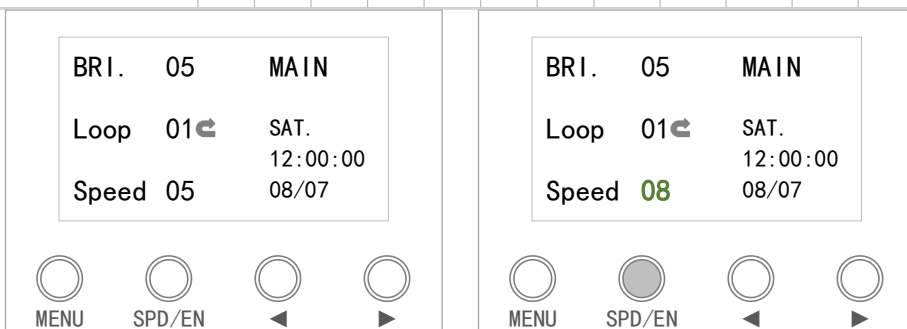 BRI. 05 MAIN
Loop 01 SAT.
12:00:00
Speed 05 08/07
MENU SPD/EN ◀ ▶
BRI. 05 MAIN
Loop 01 SAT.
12:00:00
Speed 08 08/07
MENU SPD/EN ◀ ▶